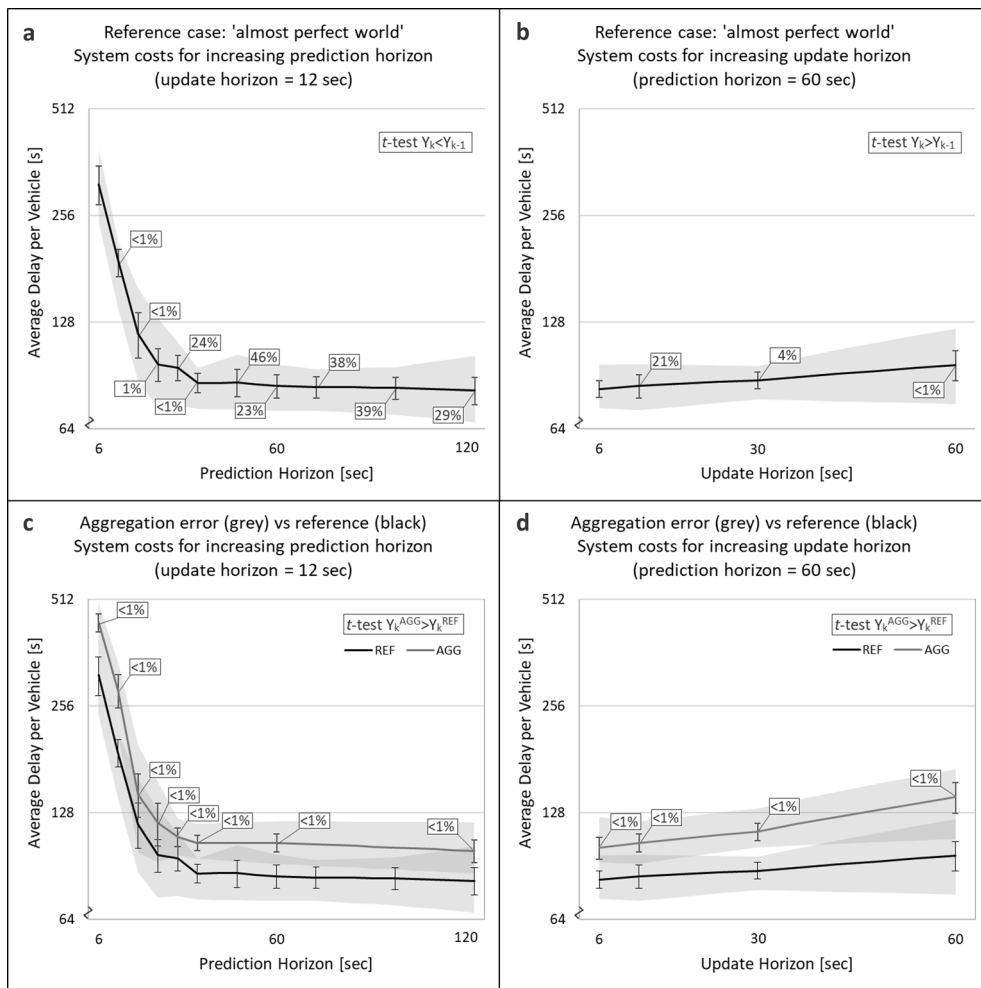 a
Reference case: 'almost perfect world'
System costs for increasing prediction horizon
(update horizon = 12 sec)
Average Delay per Vehicle [s]
512
256
128
64
t-test Yk<Yk-1
<1%
<1%
1%
24%
<1%
46%
23%
38%
39%
29%
6
60
120
Prediction Horizon [sec]
b
Reference case: 'almost perfect world'
System costs for increasing update horizon
(prediction horizon = 60 sec)
Average Delay per Vehicle [s]
512
256
128
64
t-test Yk>Yk-1
21%
4%
<1%
6
30
60
Update Horizon [sec]
c
Aggregation error (grey) vs reference (black)
System costs for increasing prediction horizon
(update horizon = 12 sec)
Average Delay per Vehicle [s]
512
256
128
64
t-test YkAGG>YkREF
REF AGG
<1%
<1%
<1%
<1%
<1%
<1%
<1%
<1%
6
60
120
Prediction Horizon [sec]
d
Aggregation error (grey) vs reference (black)
System costs for increasing update horizon
(prediction horizon = 60 sec)
Average Delay per Vehicle [s]
512
256
128
64
t-test YkAGG>YkREF
REF AGG
<1%
<1%
<1%
<1%
6
30
60
Update Horizon [sec]